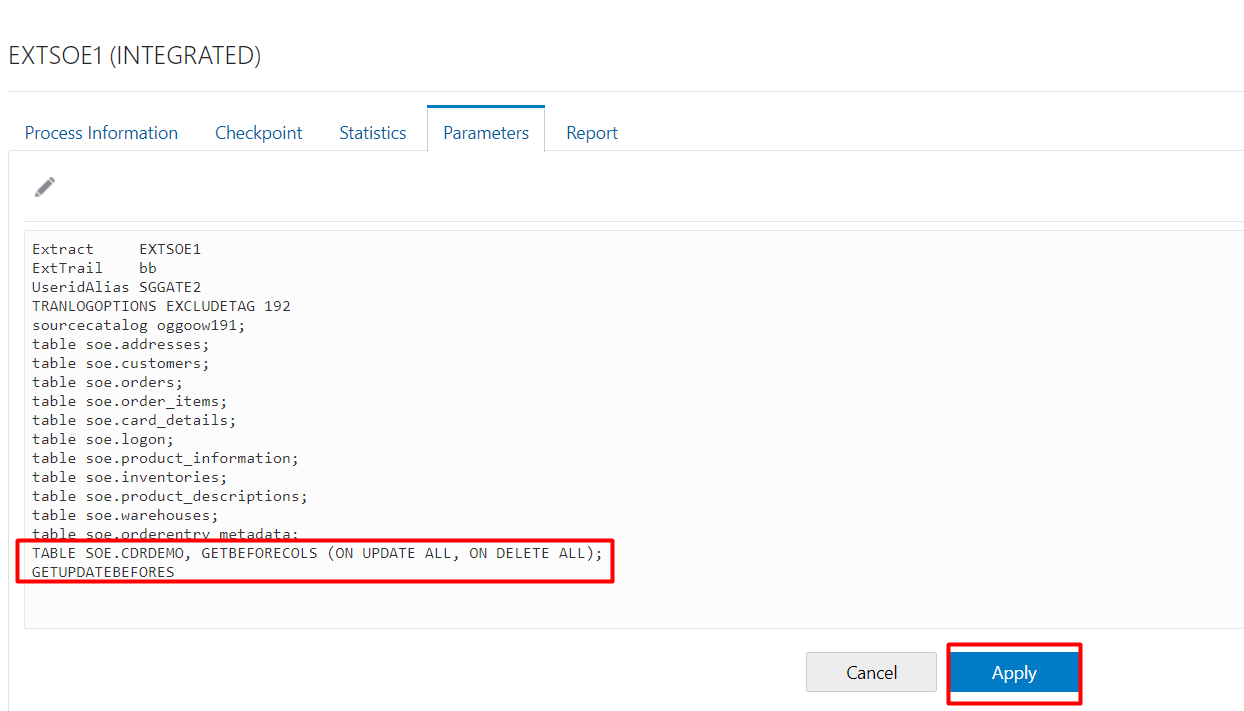 EXTSOE1 (INTEGRATED)
Process Information Checkpoint Statistics Parameters Report
Extract EXTSOE1
ExtTrail bb
UseridAlias SGGATE2
TRANLOGOPTIONS EXCLUDETAG 192
sourcecatalog oggoow191;
table soe.addresses;
table soe.customers;
table soe.orders;
table soe.order_items;
table soe.card_details;
table soe.logon;
table soe.product_information;
table soe.inventories;
table soe.product_descriptions;
table soe.warehouses;
table soe.orderentry_metadata;
TABLE SOE.CDRDEMO, GETBEFORECOLS (ON UPDATE ALL, ON DELETE ALL);
GETUPDATEBEFORES
Cancel Apply